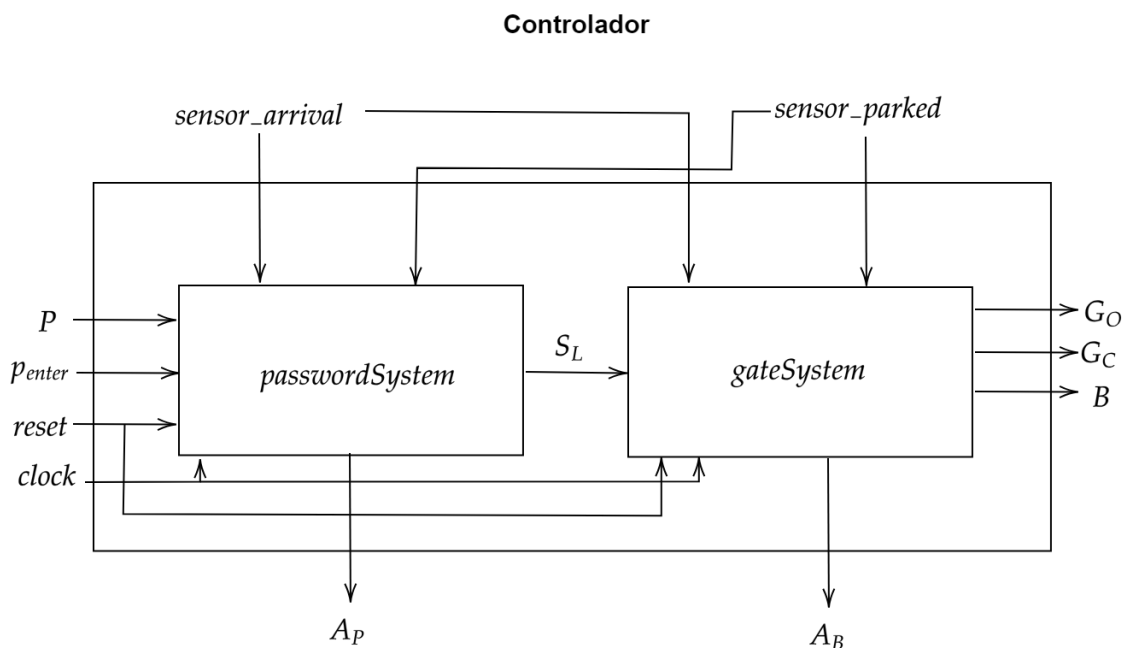 Controlador
sensor_arrival
sensor_parked
P
p_enter
reset
clock
passwordSystem
S_L
gateSystem
G_O
G_C
B
A_P
A_B